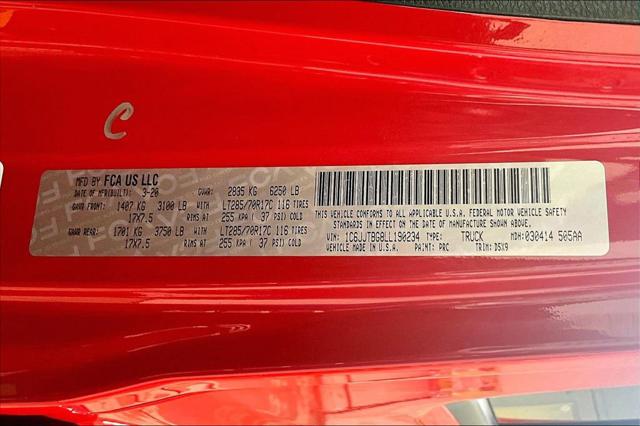 C
MFD BY FCA US LLC
DATE OF MFR(BUILT): 3-20 GVWR: 2835 KG 6250 LB
GAWR FRONT: 1407 KG 3100 LB WITH LT285/70R17C 116 TIRES
17X7.5 RIMS AT 255 KPA ( 37 PSI) COLD
GAWR REAR: 1701 KG 3750 LB WITH LT285/70R17C 116 TIRES
17X7.5 RIMS AT 255 KPA ( 37 PSI) COLD
THIS VEHICLE CONFORMS TO ALL APPLICABLE U.S.A. FEDERAL MOTOR VEHICLE SAFETY
STANDARDS IN EFFECT ON THE DATE OF MANUFACTURE SHOWN ABOVE.
VIN: 1C6JJTBG8LL190234 TRUCK MDH:030414 505AA
VEHICLE MADE IN U.S.A. PAINT: PRC TRIM: D5X9